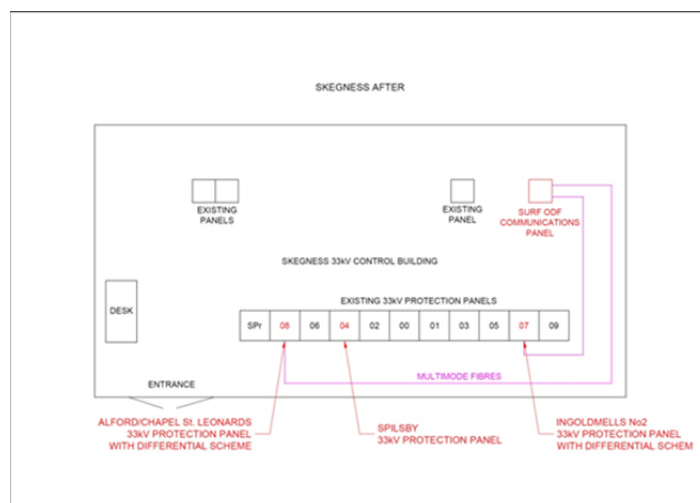 SKEGNESS AFTER
EXISTING
PANELS
EXISTING
PANEL
SURF ODF
COMMUNICATIONS
PANEL
SKEGNESS 33kV CONTROL BUILDING
DESK
EXISTING 33kV PROTECTION PANELS
SPr 08 06 04 02 00 01 03 05 07 09
MULTIMODE FIBRES
ENTRANCE
ALFORD/CHAPEL St. LEONARDS
33kV PROTECTION PANEL
WITH DIFFERENTIAL SCHEME
SPILSBY
33kV PROTECTION PANEL
INGOLDMELLS No2
33kV PROTECTION PANEL
WITH DIFFERENTIAL SCHEM